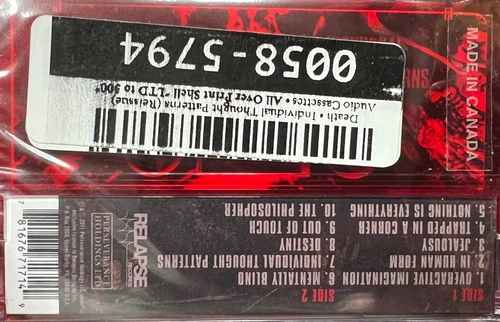 0058-5794
Death • Individual Thought Patterns (Reissue)
Audio Cassettes • All Over Print Shell "LTD to 300"
MADE IN CANADA
SIDE 1
1. OVERACTIVE IMAGINATION
2. IN HUMAN FORM
3. JEALOUSY
4. TRAPPED IN A CORNER
5. NOTHING IS EVERYTHING
SIDE 2
6. MENTALLY BLIND
7. INDIVIDUAL THOUGHT PATTERNS
8. DESTINY
9. OUT OF TOUCH
10. THE PHILOSOPHER
RELAPSE
PERSEVERANCE
HOLDINGS LTD.
7 81676 71714 9